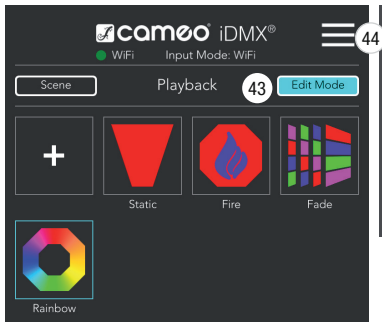 cameo® iDMX®
44
WiFi Input Mode: WiFi
Scene Playback 43 Edit Mode
+
Static Fire Fade
Rainbow